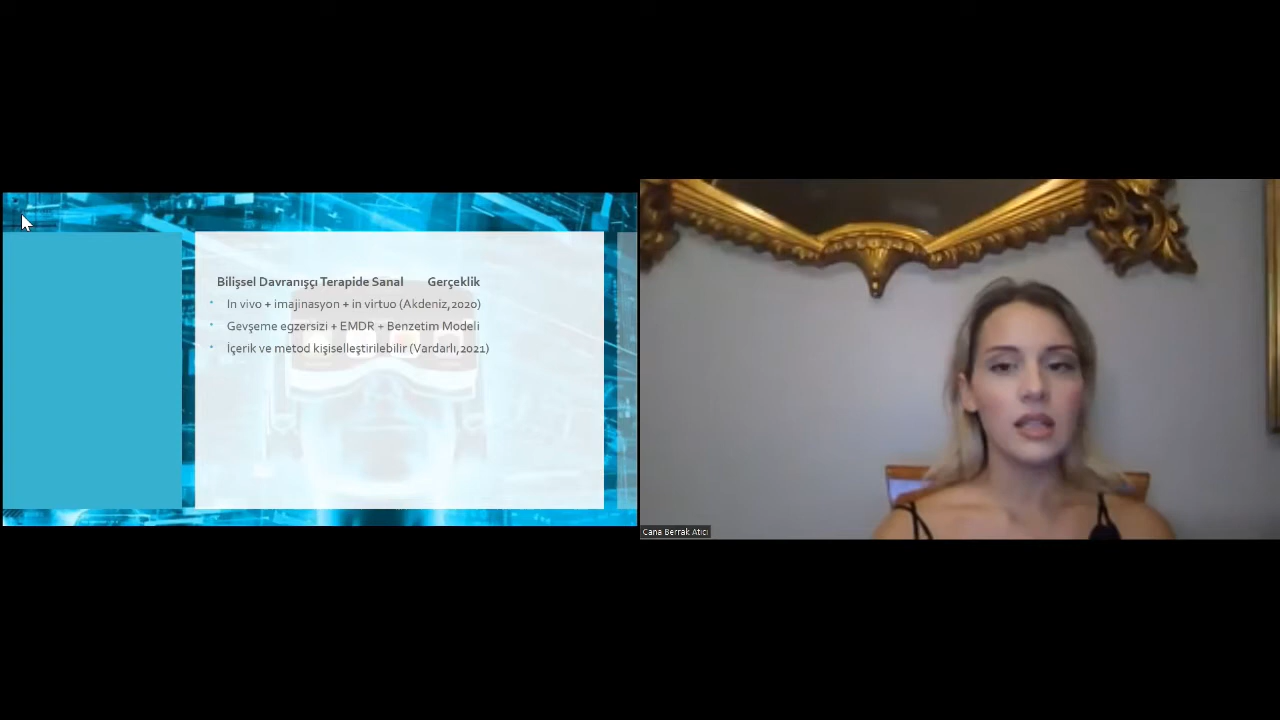 Bilişsel Davranışçı Terapide Sanal Gerçeklik
In vivo + imajinasyon + in virtuo (Akdeniz,2020)
Gevşeme egzersizi + EMDR + Benzetim Modeli
İçerik ve metod kişiselleştirilebilir (Vardarlı,2021)
Cana Berrak Atici